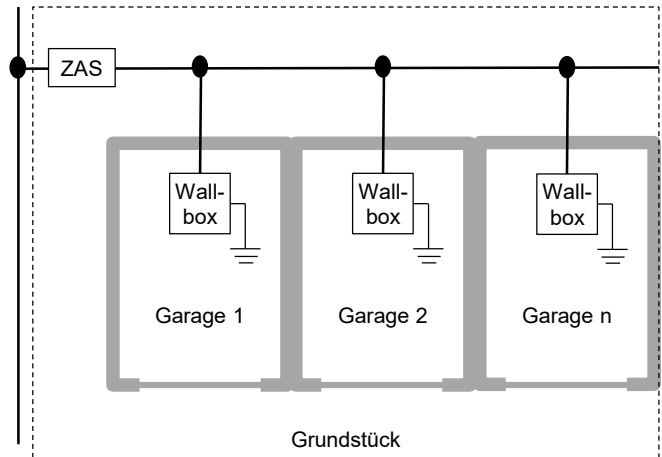 ZAS
Wall-
box
Wall-
box
Wall-
box
Garage 1
Garage 2
Garage n
Grundstück